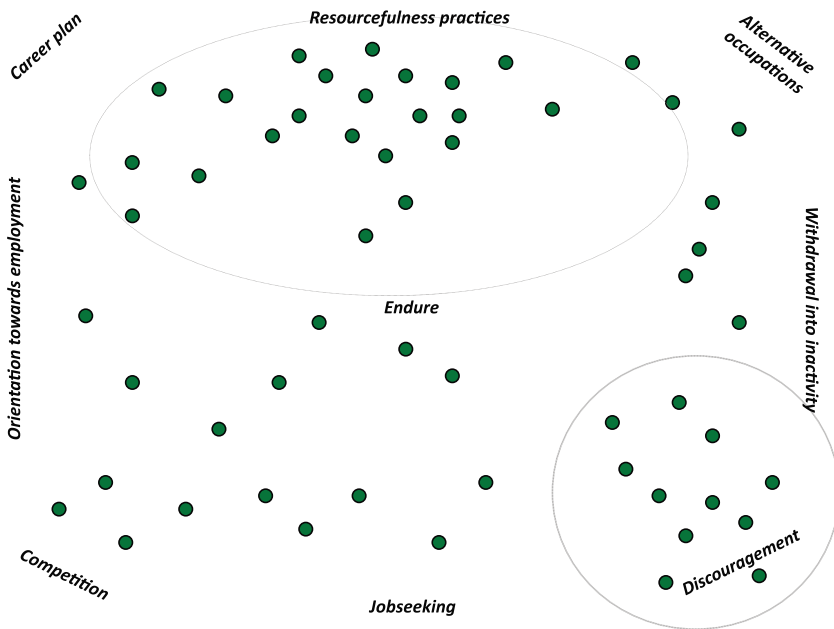 Resourcefulness practices
Career plan
Alternative
occupations
Orientation towards employment
Withdrawal into inactivity
Endure
Competition
Discouragement
Jobseeking